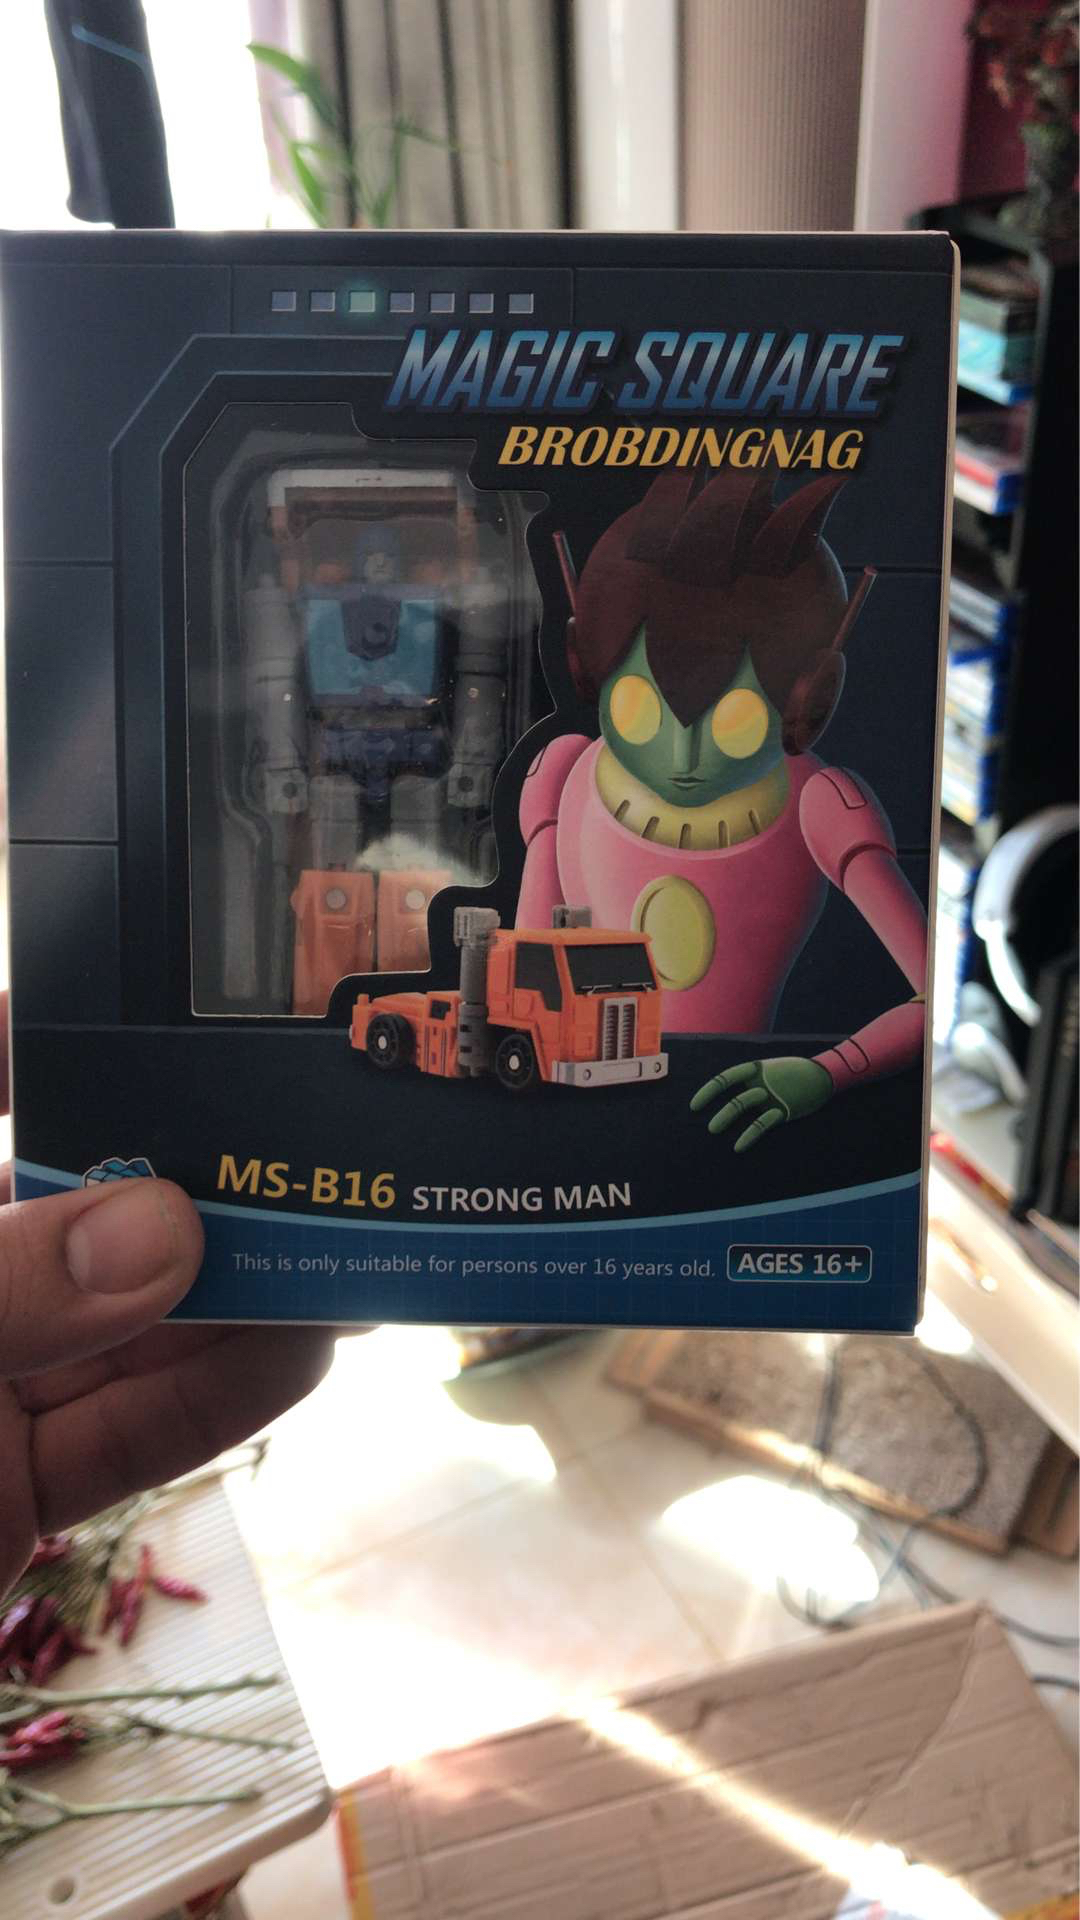 MAGIC SQUARE
BROBDINGNAG
MS-B16 STRONG MAN
This is only suitable for persons over 16 years old. AGES 16+